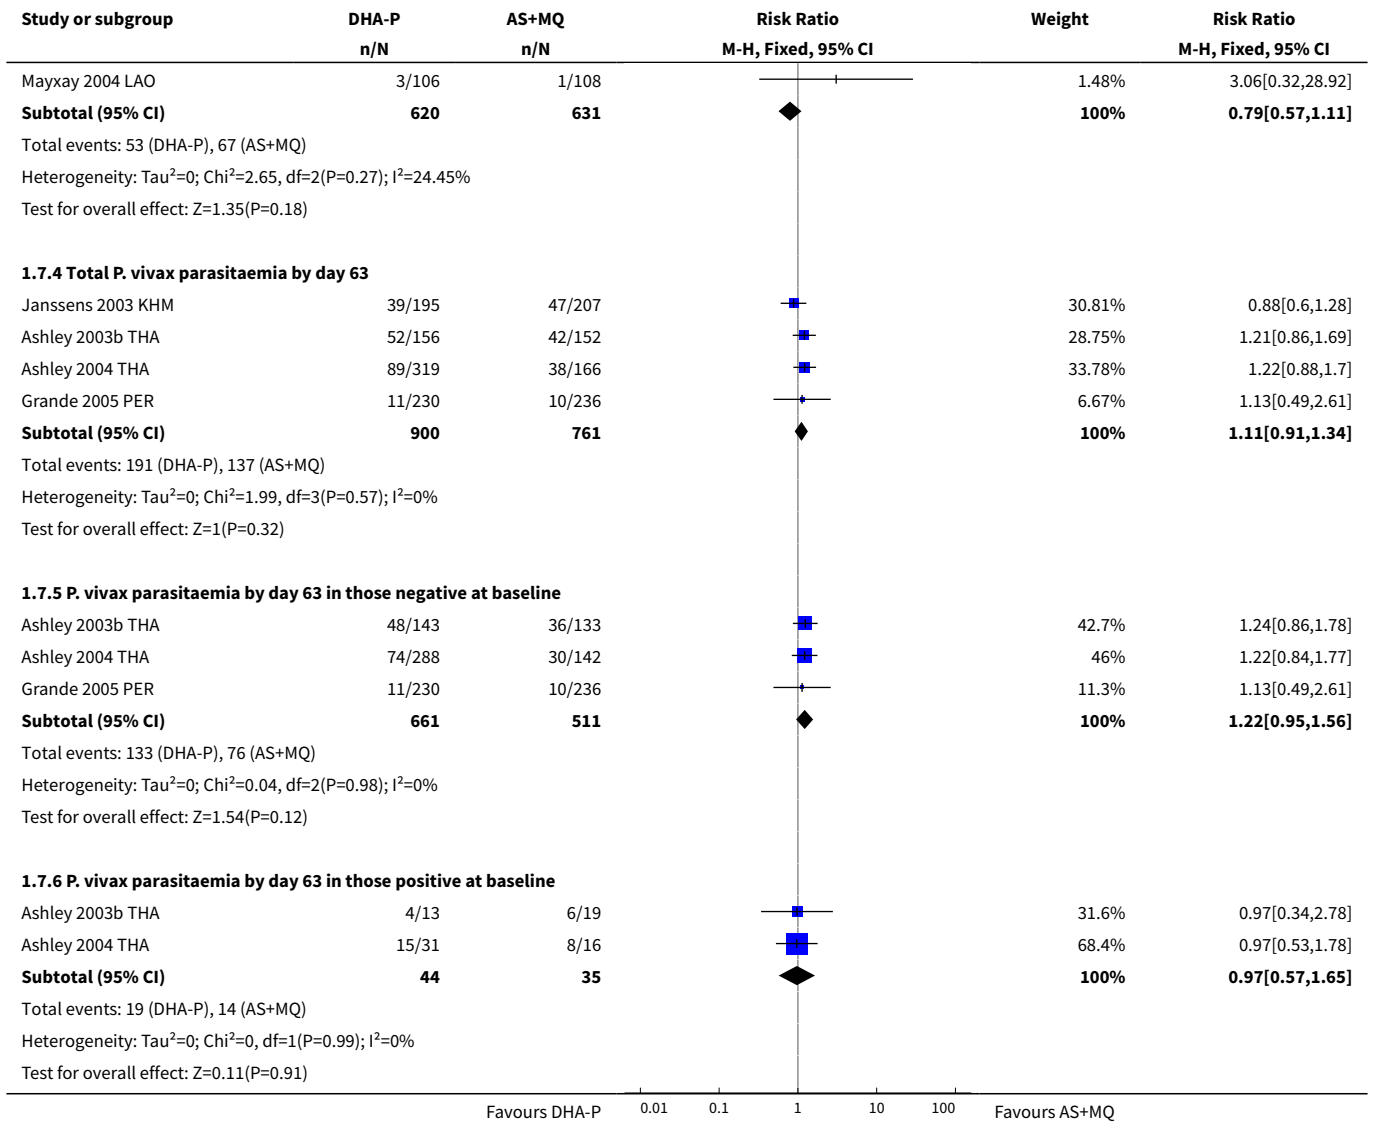 Study or subgroup DHA-P AS+MQ Risk Ratio Weight Risk Ratio
n/N n/N M-H, Fixed, 95% CI M-H, Fixed, 95% CI
Mayxay 2004 LAO 3/106 1/108 1.48% 3.06[0.32,28.92]
Subtotal (95% CI) 620 631 100% 0.79[0.57,1.11]
Total events: 53 (DHA-P), 67 (AS+MQ)
Heterogeneity: Tau²=0; Chi²=2.65, df=2(P=0.27); I²=24.45%
Test for overall effect: Z=1.35(P=0.18)
1.7.4 Total P. vivax parasitaemia by day 63
Janssens 2003 KHM 39/195 47/207 30.81% 0.88[0.6,1.28]
Ashley 2003b THA 52/156 42/152 28.75% 1.21[0.86,1.69]
Ashley 2004 THA 89/319 38/166 33.78% 1.22[0.88,1.7]
Grande 2005 PER 11/230 10/236 6.67% 1.13[0.49,2.61]
Subtotal (95% CI) 900 761 100% 1.11[0.91,1.34]
Total events: 191 (DHA-P), 137 (AS+MQ)
Heterogeneity: Tau²=0; Chi²=1.99, df=3(P=0.57); I²=0%
Test for overall effect: Z=1(P=0.32)
1.7.5 P. vivax parasitaemia by day 63 in those negative at baseline
Ashley 2003b THA 48/143 36/133 42.7% 1.24[0.86,1.78]
Ashley 2004 THA 74/288 30/142 46% 1.22[0.84,1.77]
Grande 2005 PER 11/230 10/236 11.3% 1.13[0.49,2.61]
Subtotal (95% CI) 661 511 100% 1.22[0.95,1.56]
Total events: 133 (DHA-P), 76 (AS+MQ)
Heterogeneity: Tau²=0; Chi²=0.04, df=2(P=0.98); I²=0%
Test for overall effect: Z=1.54(P=0.12)
1.7.6 P. vivax parasitaemia by day 63 in those positive at baseline
Ashley 2003b THA 4/13 6/19 31.6% 0.97[0.34,2.78]
Ashley 2004 THA 15/31 8/16 68.4% 0.97[0.53,1.78]
Subtotal (95% CI) 44 35 100% 0.97[0.57,1.65]
Total events: 19 (DHA-P), 14 (AS+MQ)
Heterogeneity: Tau²=0; Chi²=0, df=1(P=0.99); I²=0%
Test for overall effect: Z=0.11(P=0.91)
Favours DHA-P 0.01 0.1 1 10 100 Favours AS+MQ